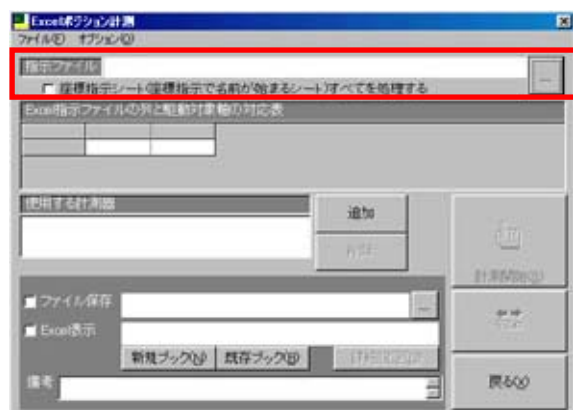 Excelポジション計測
ファイル(F) オプション(O)
指示ファイル
...
座標指示シート(座標指示で名前が始まるシート)すべてを処理する
Excel指示ファイルの列と駆動対象軸の対応表
使用する計測器
追加
削除
計測開始(S)
ファイル保存
...
Excel表示
新規ブック(N) 既存ブック(B)
備考
戻る(X)